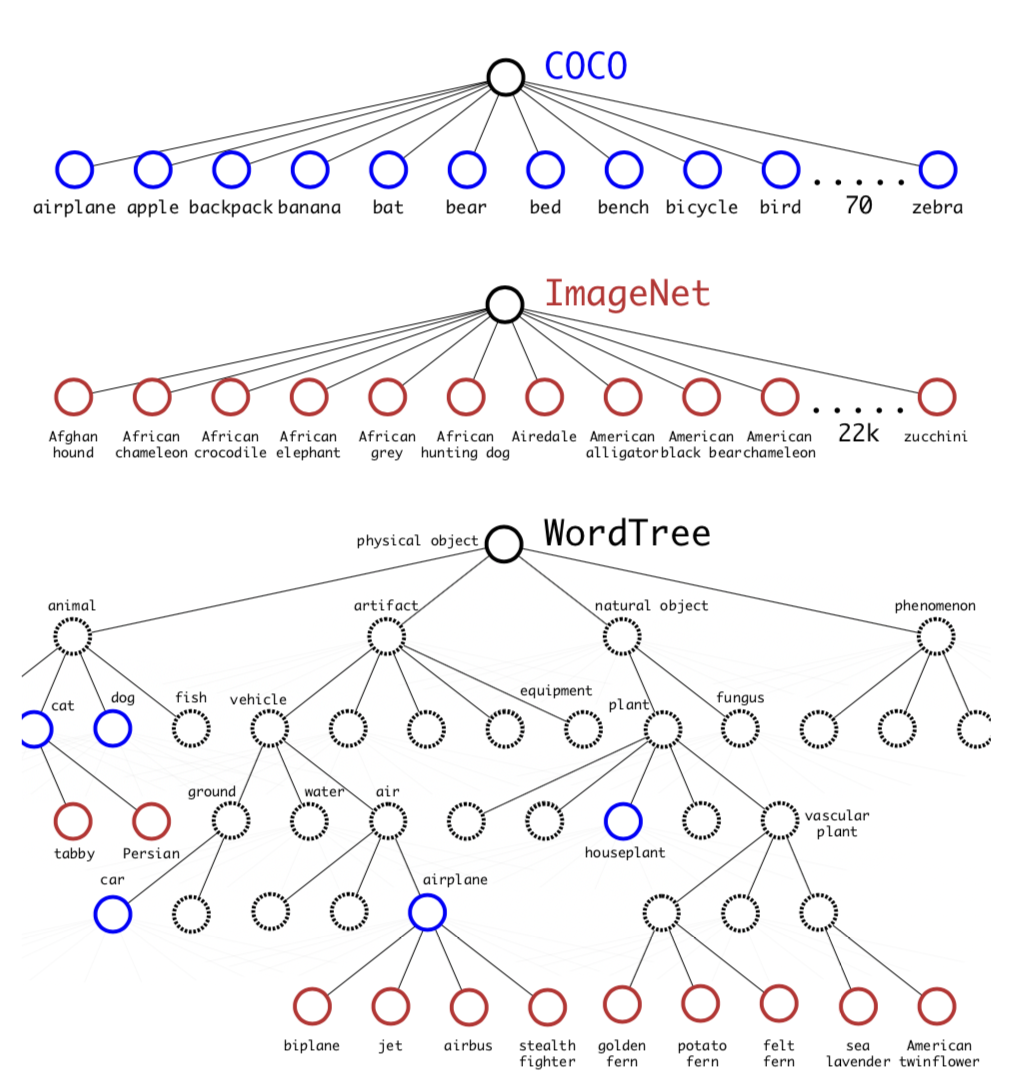 COCO
airplane apple backpack banana bat bear bed bench bicycle bird 70 zebra
ImageNet
Afghan hound
African chameleon
African crocodile
African elephant
African grey
African hunting dog
Airedale
American alligator
American black bear
American chameleon
22k
zucchini
WordTree
physical object
animal
artifact
natural object
phenomenon
cat
dog
fish
vehicle
equipment
plant
fungus
ground
water
air
vascular
plant
tabby
Persian
houseplant
car
airplane
biplane
jet
airbus
stealth
fighter
golden
fern
potato
fern
felt
fern
sea
lavender
American
twinflower